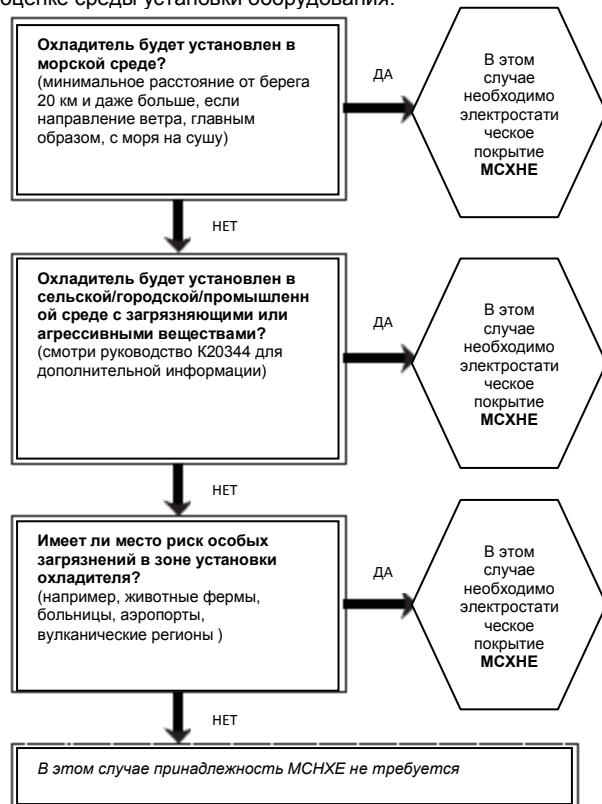 оценке среды установки оборудования.
Охладитель будет установлен в
морской среде?
(минимальное расстояние от берега
20 км и даже больше, если
направление ветра, главным
образом, с моря на сушу)
ДА
В этом
случае
необходимо
электростати
ческое
покрытие
МСХНЕ
НЕТ
Охладитель будет установлен в
сельской/городской/промышленн
ой среде с загрязняющими или
агрессивными веществами?
(смотри руководство К20344 для
дополнительной информации)
ДА
В этом
случае
необходимо
электростати
ческое
покрытие
МСХНЕ
НЕТ
Имеет ли место риск особых
загрязнений в зоне установки
охладителя?
(например, животные фермы,
больницы, аэропорты,
вулканические регионы )
ДА
В этом
случае
необходимо
электростати
ческое
покрытие
МСХНЕ
НЕТ
В этом случае принадлежность МСНХЕ не требуется